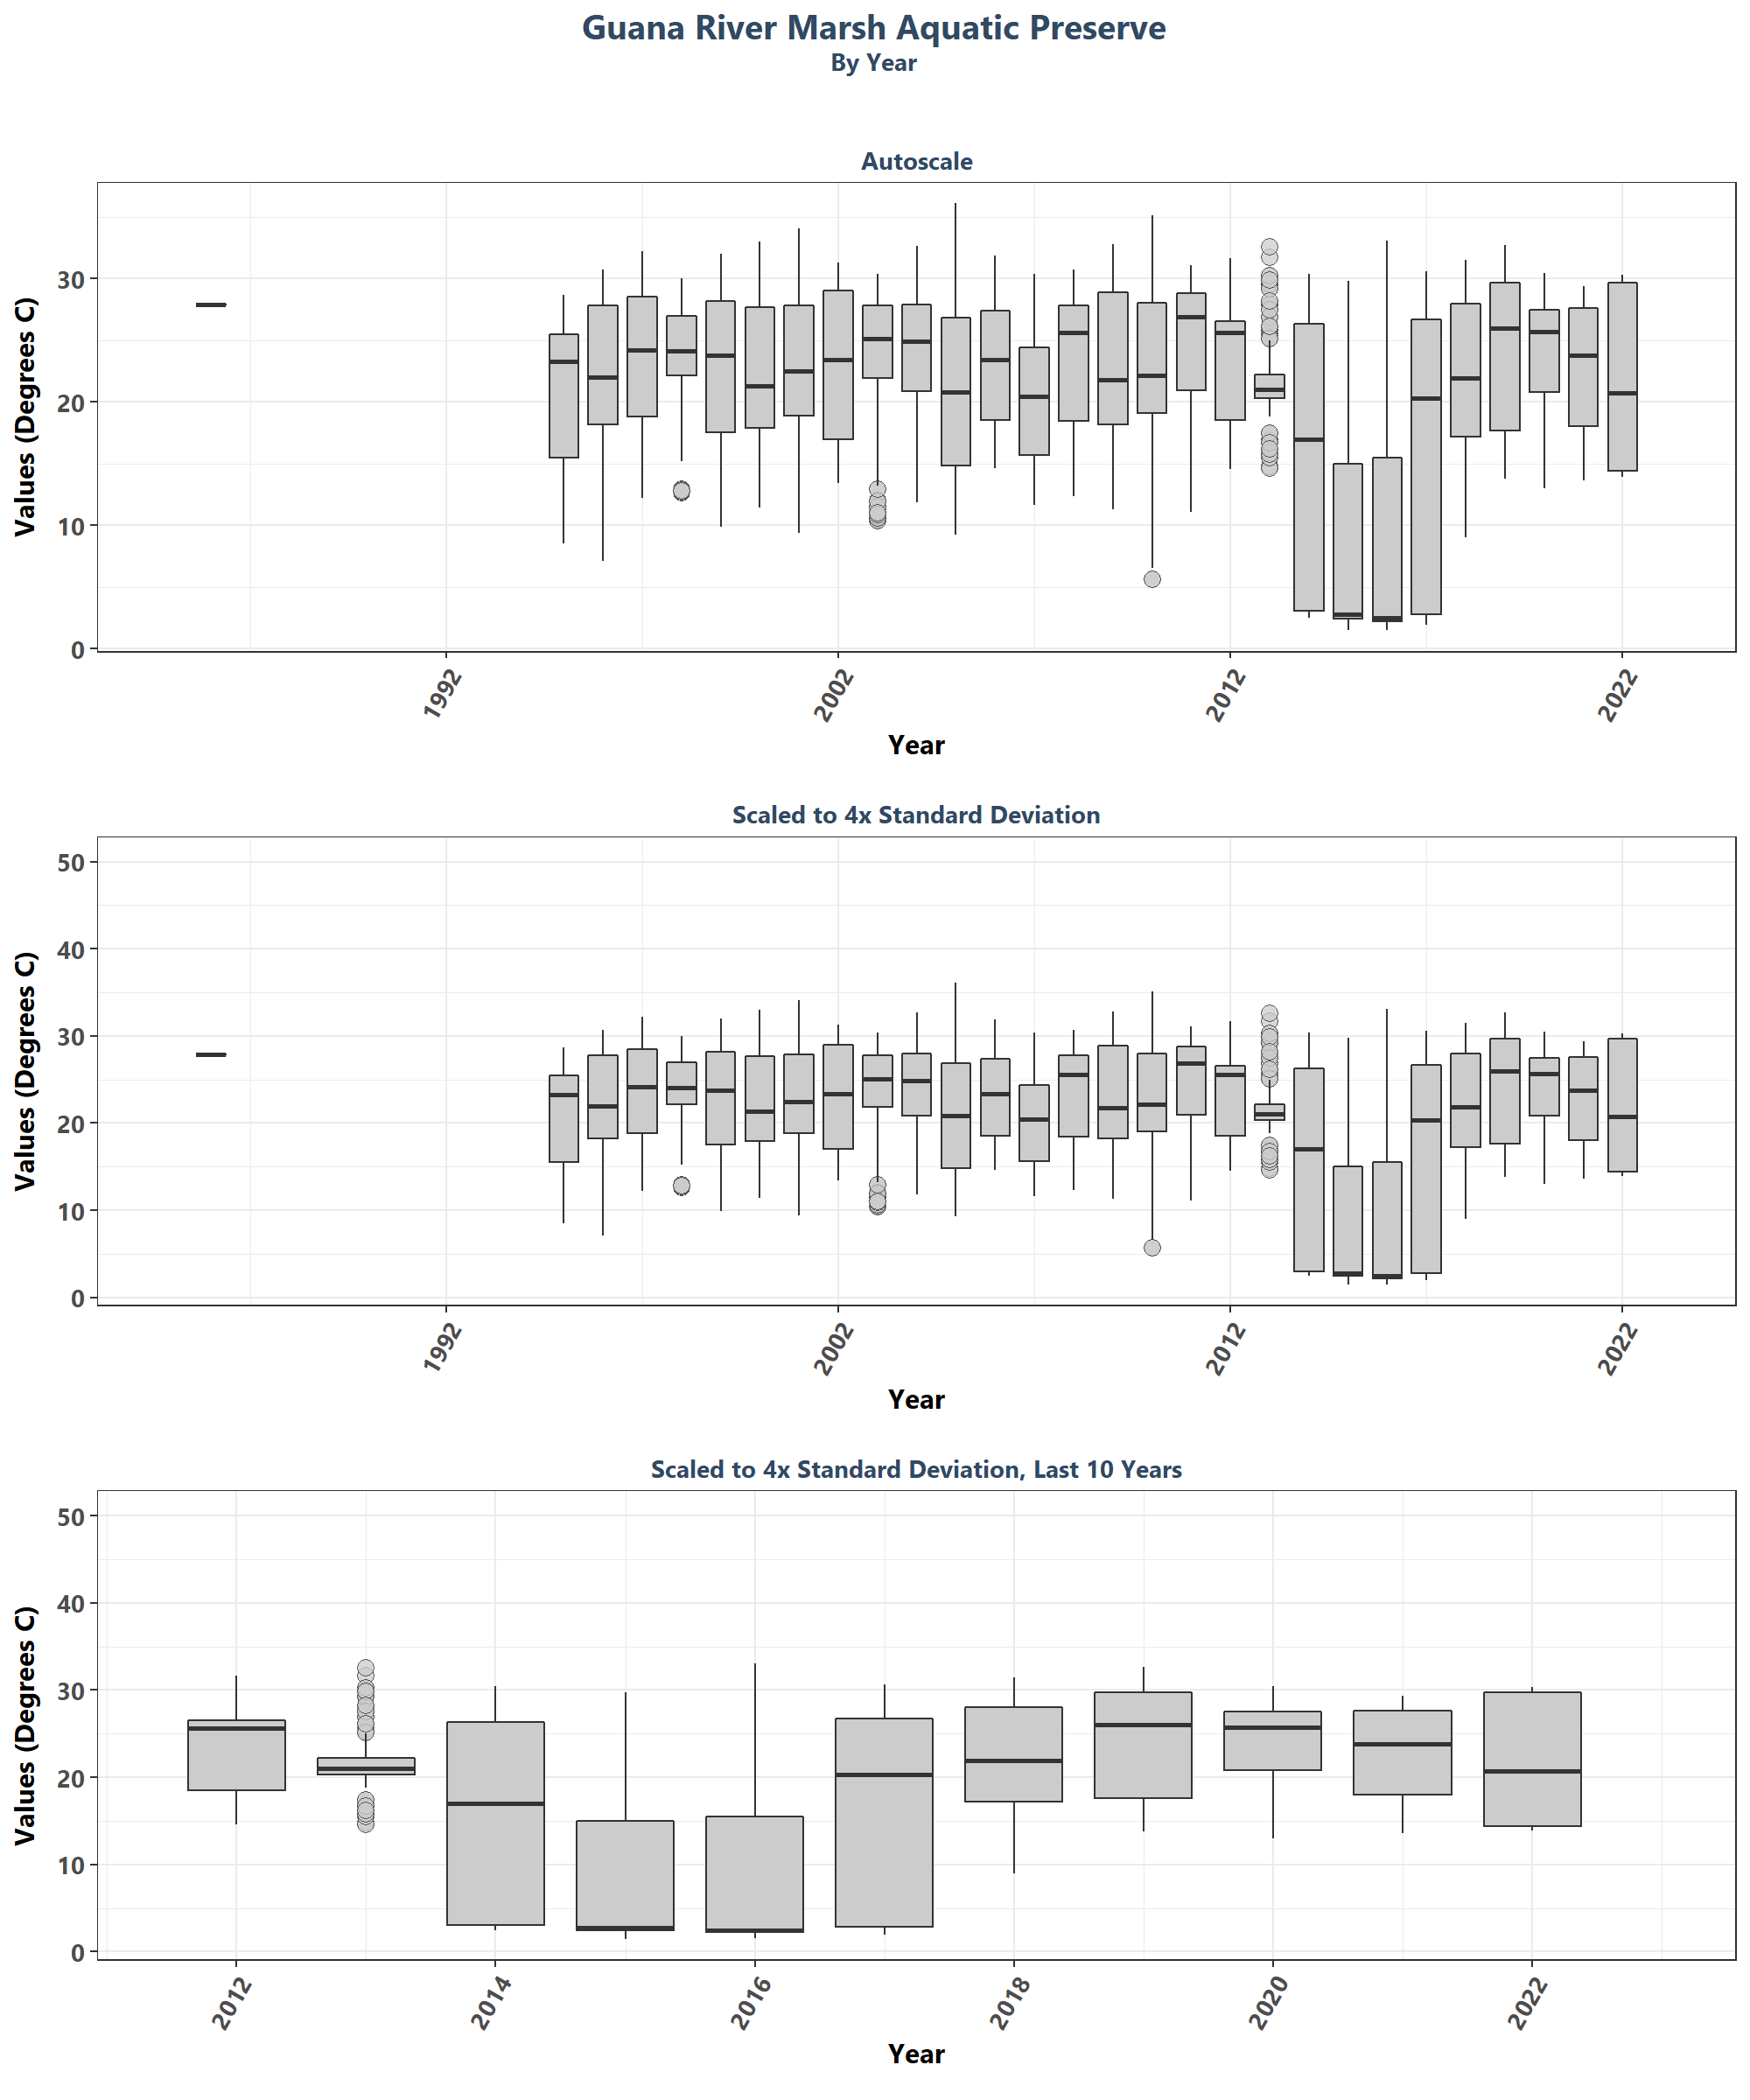 Guana River Marsh Aquatic Preserve
By Year
Autoscale
Values (Degrees C)
30
20
10
0
1992
2002
2012
2022
Year
Scaled to 4x Standard Deviation
Values (Degrees C)
50
40
30
20
10
0
1992
2002
2012
2022
Year
Scaled to 4x Standard Deviation, Last 10 Years
Values (Degrees C)
50
40
30
20
10
0
2012
2014
2016
2018
2020
2022
Year